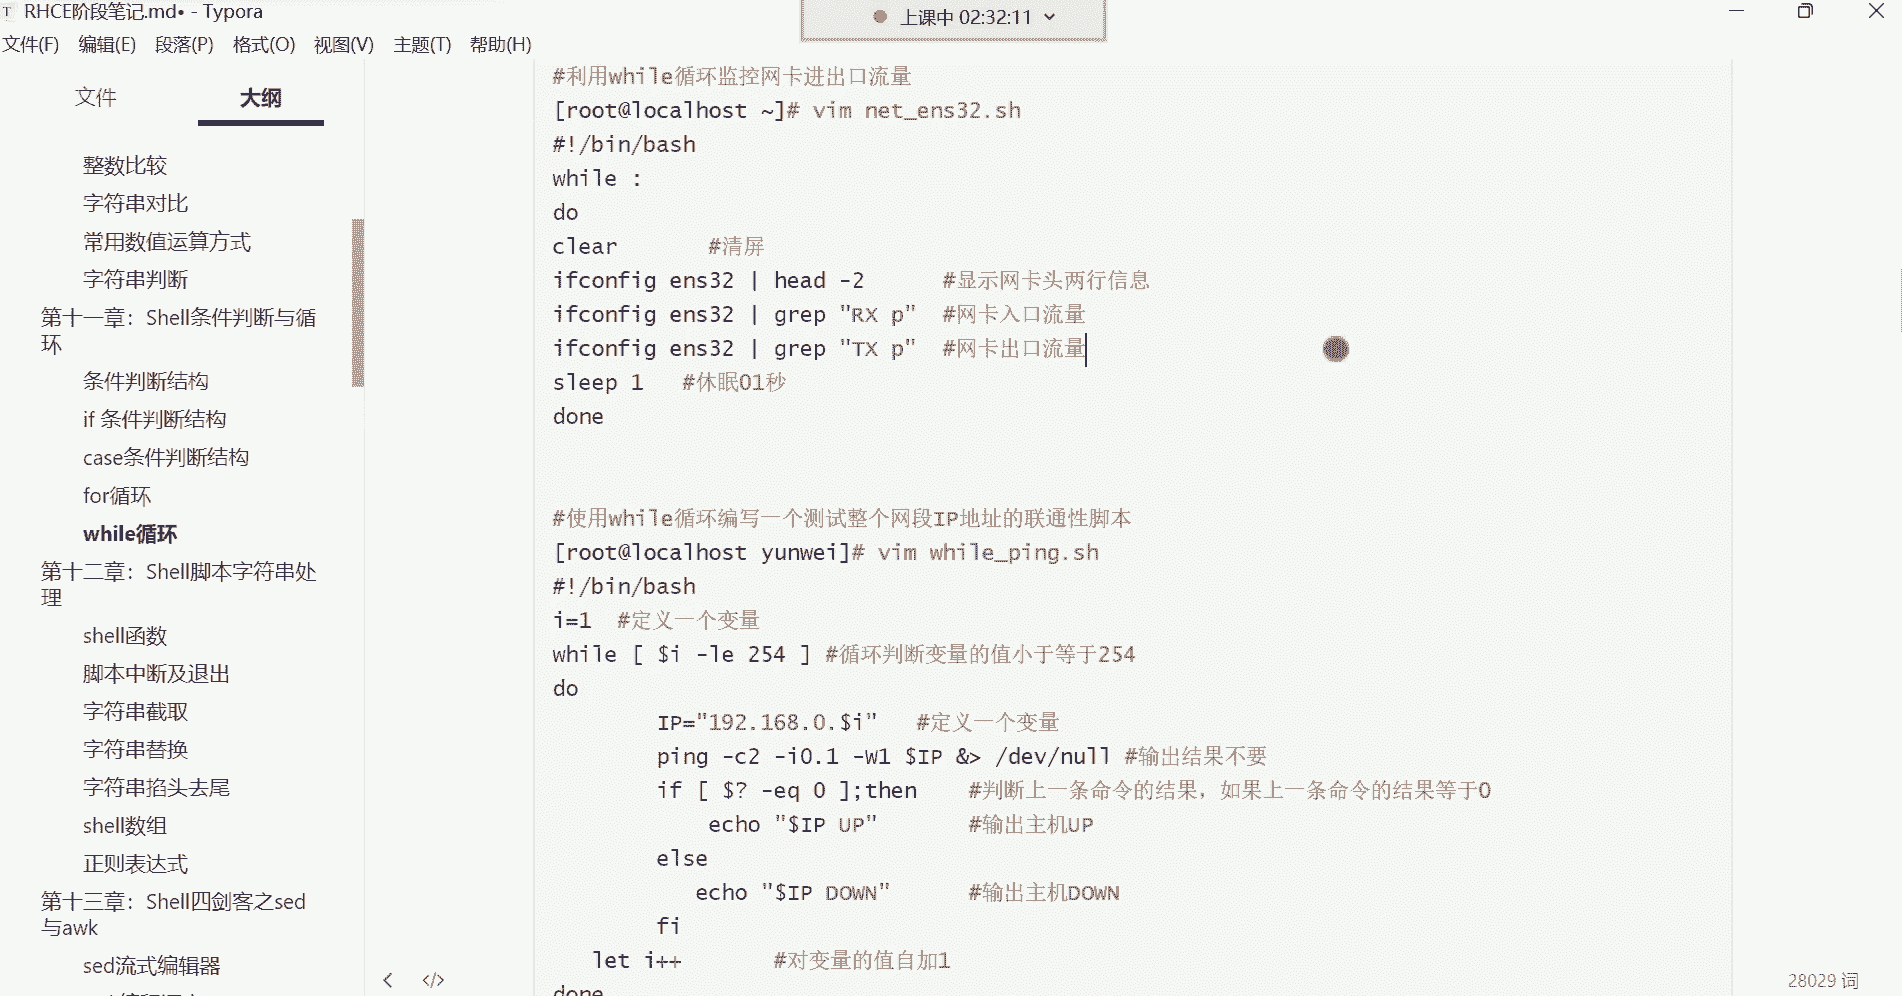 RHCE阶段笔记.md• - Typora
上课中 02:32:11
文件(F) 编辑(E) 段落(P) 格式(O) 视图(V) 主题(T) 帮助(H)
文件 大纲
整数比较
字符串对比
常用数值运算方式
字符串判断
第十一章：Shell条件判断与循
环
条件判断结构
if 条件判断结构
case条件判断结构
for循环
while循环
第十二章：Shell脚本字符串处
理
shell函数
脚本中断及退出
字符串截取
字符串替换
字符串掐头去尾
shell数组
正则表达式
第十三章：Shell四剑客之sed
与awk
sed流式编辑器
#利用while循环监控网卡进出口流量
[root@localhost ~]# vim net_ens32.sh
#!/bin/bash
while :
do
clear #清屏
ifconfig ens32 | head -2 #显示网卡头两行信息
ifconfig ens32 | grep "RX p" #网卡入口流量
ifconfig ens32 | grep "TX p" #网卡出口流量
sleep 1 #休眠01秒
done
#使用while循环编写一个测试整个网段IP地址的联通性脚本
[root@localhost yunwei]# vim while_ping.sh
#!/bin/bash
i=1 #定义一个变量
while [ $i -le 254 ] #循环判断变量的值小于等于254
do
IP="192.168.0.$i" #定义一个变量
ping -c2 -i0.1 -W1 $IP &> /dev/null #输出结果不要
if [ $? -eq 0 ];then #判断上一条命令的结果，如果上一条命令的结果等于0
echo "$IP UP" #输出主机UP
else
echo "$IP DOWN" #输出主机DOWN
fi
let i++ #对变量的值自加1
done
28029 词